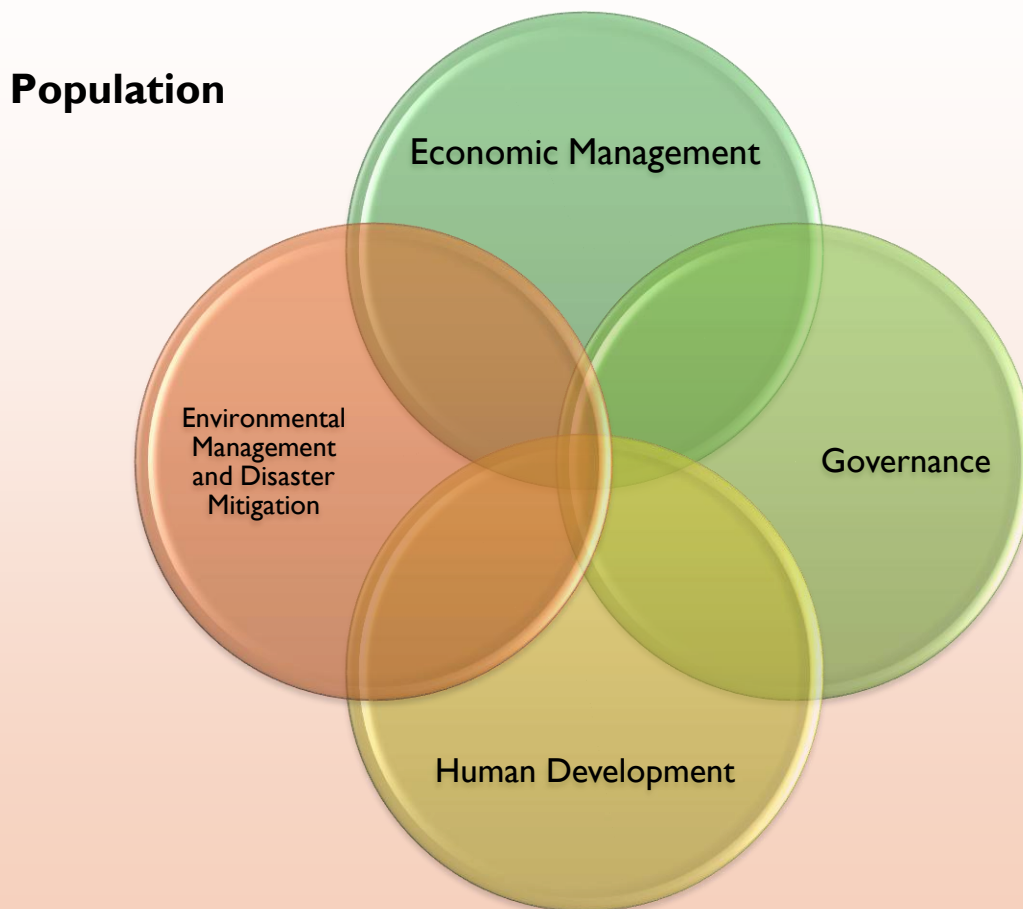 Population
Economic Management
Environmental
Management
and Disaster
Mitigation
Governance
Human Development